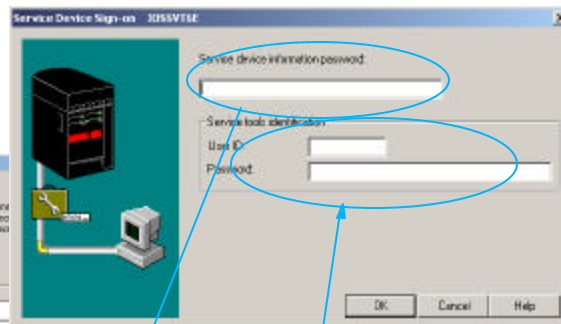 Service Device Sign-on
Service device information password:
Service tools identification
User ID:
Password:
OK
Cancel
Help